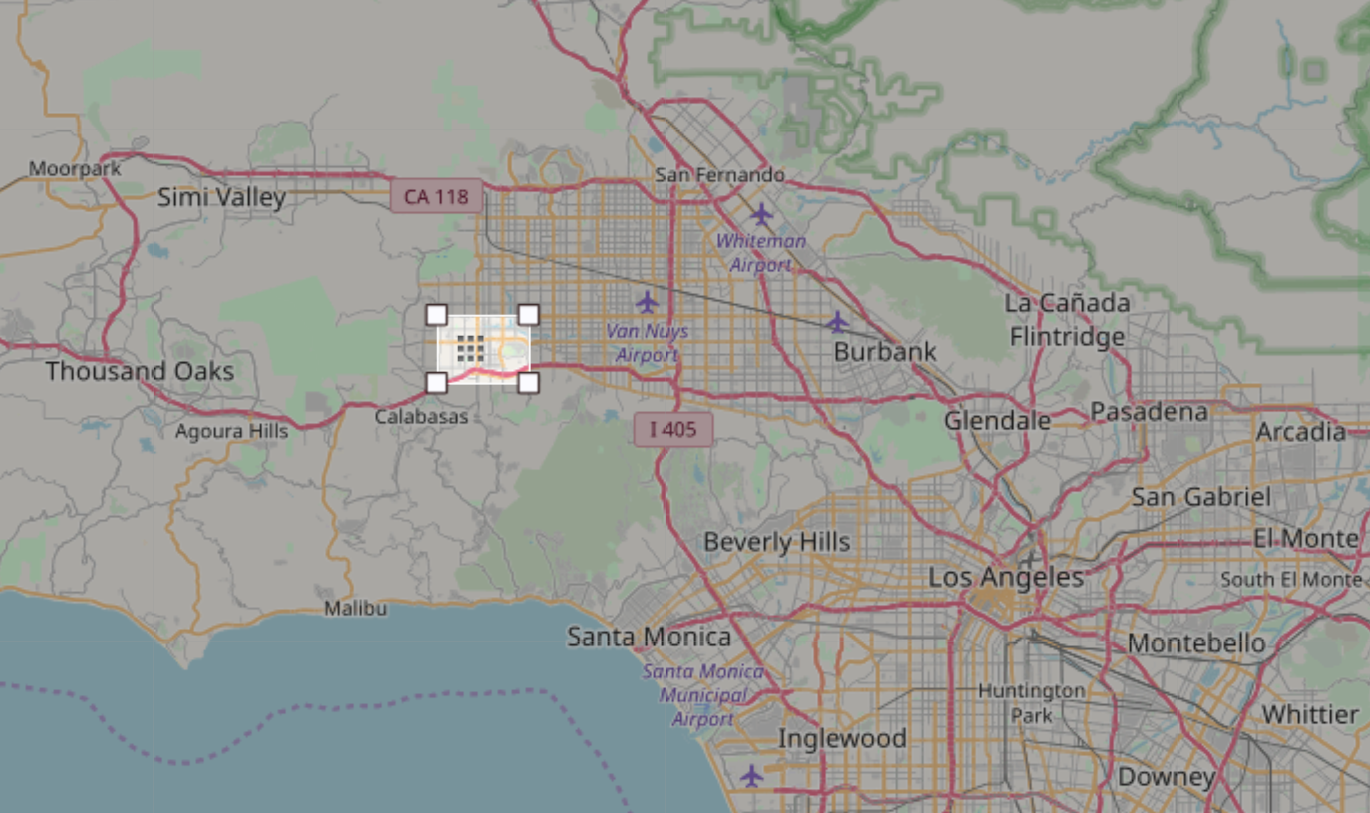 Moorpark
Simi Valley
CA 118
San Fernando
Whiteman
Airport
La Cañada
Flintridge
Van Nuys
Airport
Burbank
Thousand Oaks
Agoura Hills
Calabasas
I 405
Glendale
Pasadena
Arcadia
San Gabriel
Beverly Hills
El Monte
Los Angeles
South El Monte
Malibu
Santa Monica
Montebello
Santa Monica
Municipal
Airport
Huntington
Park
Whittier
Inglewood
Downey